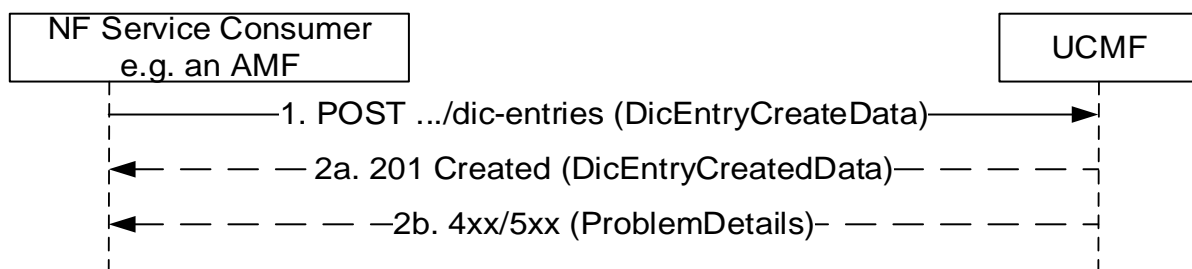 NF Service Consumer
e.g. an AMF
UCMF
1. POST .../dic-entries (DicEntryCreateData)
2a. 201 Created (DicEntryCreatedData)
2b. 4xx/5xx (ProblemDetails)